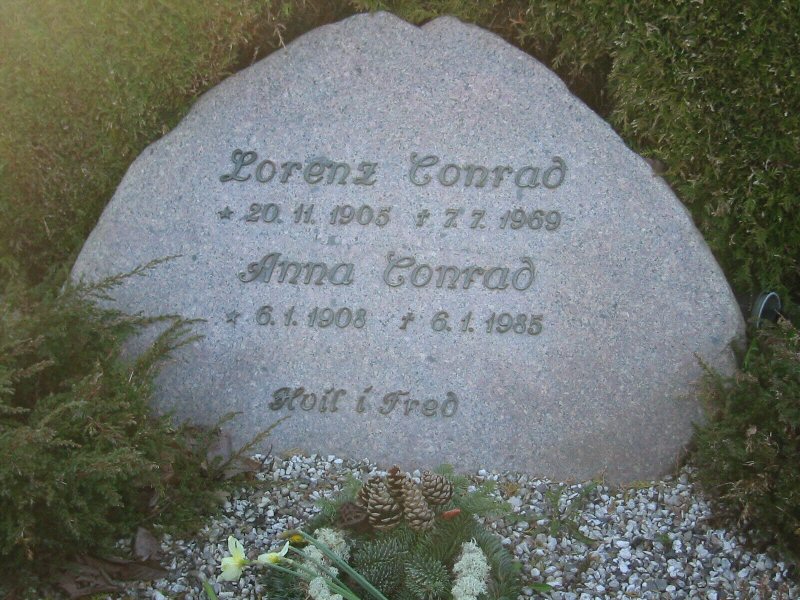 Lorenz Conrad
* 20. 11. 1905 † 7. 7. 1969
Anna Conrad
* 6. 1. 1908 † 6. 1. 1985
Hvil i Fred